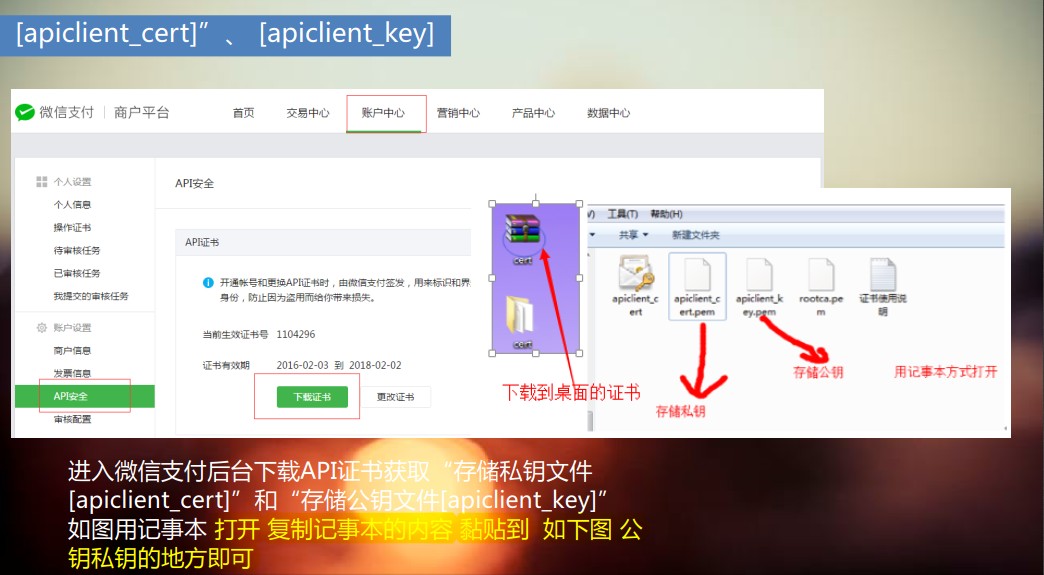 [apiclient_cert]” 、 [apiclient_key]
微信支付 | 商户平台
首页 交易中心 账户中心 营销中心 产品中心 数据中心
个人设置
个人信息
操作证书
待审核任务
已审核任务
我提交的审核任务
账户设置
商户信息
发票信息
API安全
审核配置
API安全
API证书
开通帐号和更换API证书时，由微信支付签发，用来标识和界
身份，防止因为盗用而给你带来损失。
当前生效证书号 1104296
证书有效期 2016-02-03 到 2018-02-02
下载证书 更改证书
cert
cert
下载到桌面的证书
V) 工具(T) 帮助(H)
共享 新建文件夹
apiclient_c
ert
apiclient_c
ert.pem
apiclient_k
ey.pem
rootca.pe
m
证书使用说
明
存储私钥
存储公钥
用记事本方式打开
进入微信支付后台下载API证书获取“存储私钥文件
[apiclient_cert]”和“存储公钥文件[apiclient_key]”
如图用记事本 打开 复制记事本的内容 黏贴到 如下图 公
钥私钥的地方即可